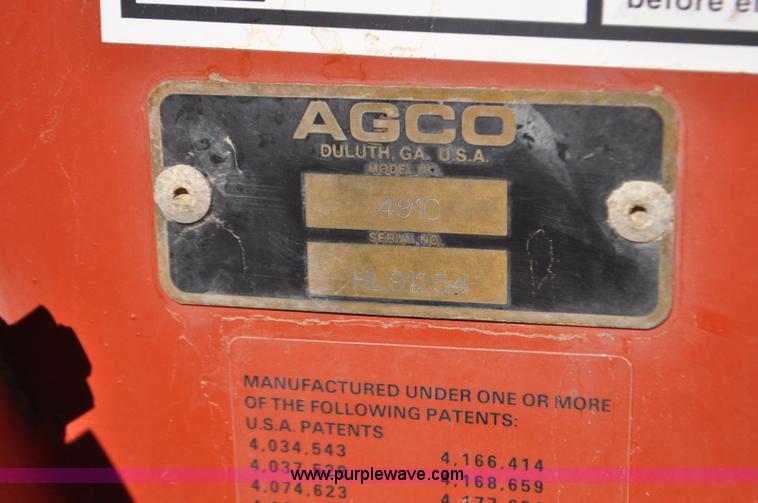 before
AGCO
DULUTH, GA. U.S.A.
MODEL NO.
4910
SERIAL NO.
HL91254
MANUFACTURED UNDER ONE OR MORE
OF THE FOLLOWING PATENTS:
U.S.A. PATENTS
4,034,543 4,166,414
4,168,659
www.purplewave.com
4,074,623